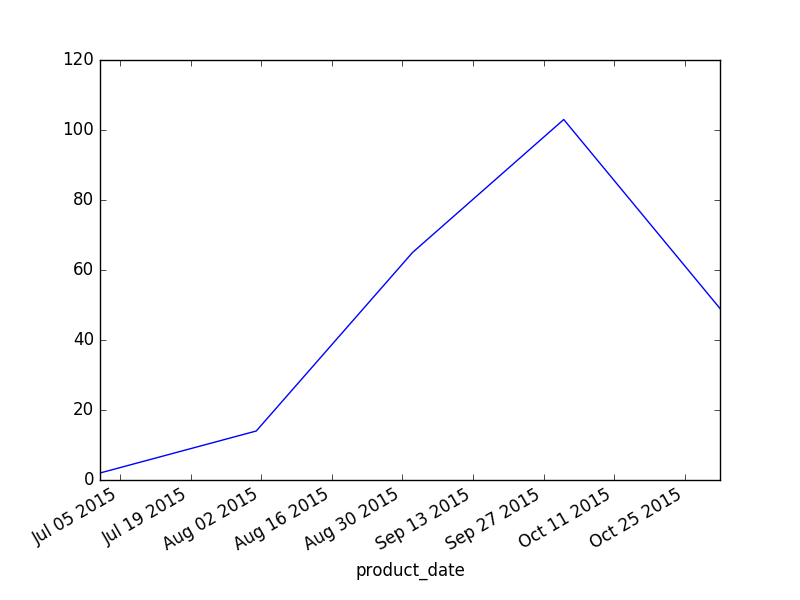 120
100
80
60
40
20
0
Jul 05 2015
Jul 19 2015
Aug 02 2015
Aug 16 2015
Aug 30 2015
Sep 13 2015
Sep 27 2015
Oct 11 2015
Oct 25 2015
product_date